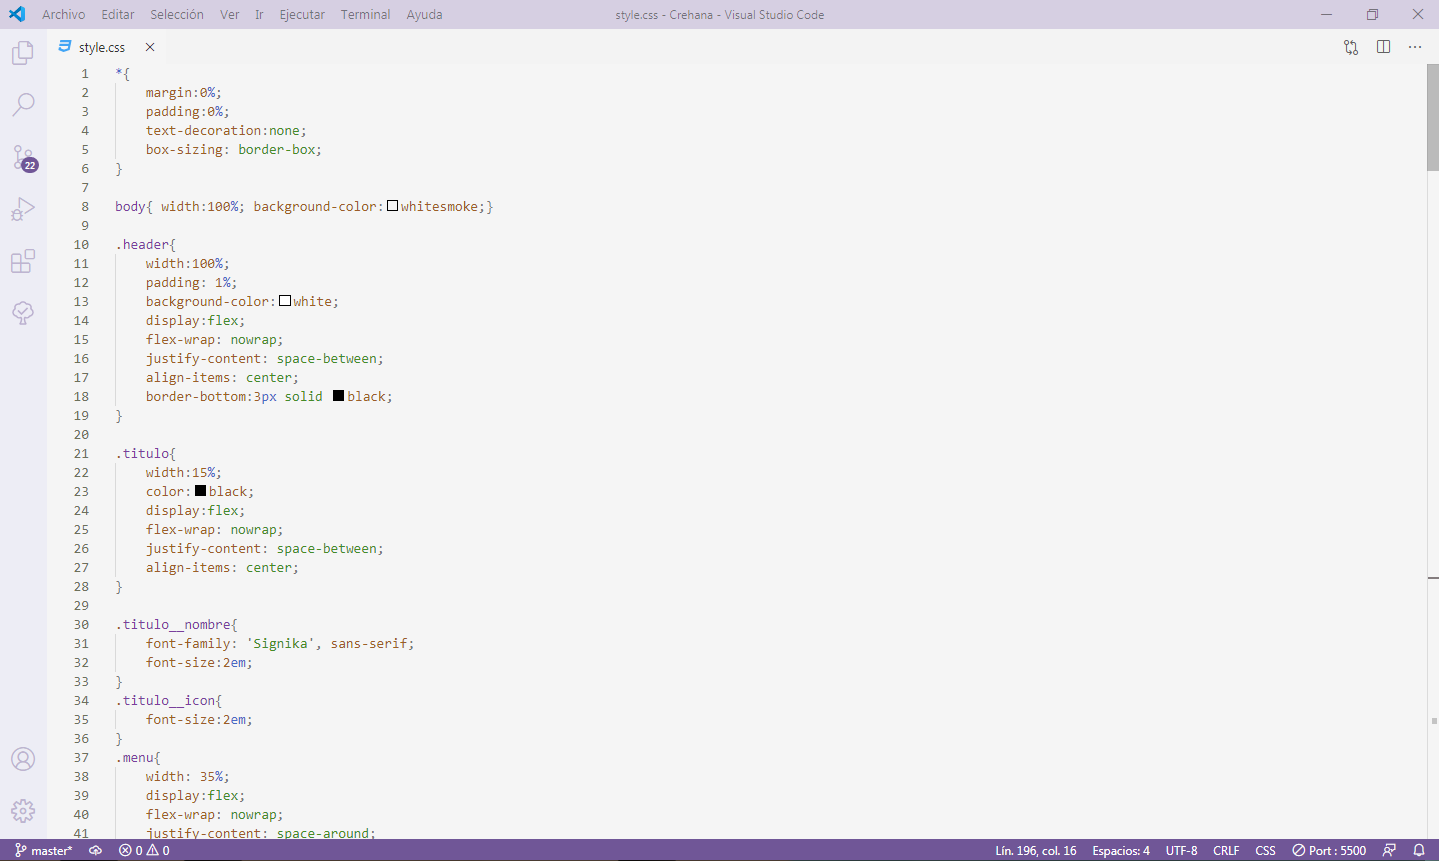 Archivo Editar Selección Ver Ir Ejecutar Terminal Ayuda style.css - Crehana - Visual Studio Code
style.css
1 *{
2 margin:0%;
3 padding:0%;
4 text-decoration:none;
5 box-sizing: border-box;
6 }
7
8 body{ width:100%; background-color:whitesmoke;}
9
10 .header{
11 width:100%;
12 padding: 1%;
13 background-color:white;
14 display:flex;
15 flex-wrap: nowrap;
16 justify-content: space-between;
17 align-items: center;
18 border-bottom:3px solid black;
19 }
20
21 .titulo{
22 width:15%;
23 color:black;
24 display:flex;
25 flex-wrap: nowrap;
26 justify-content: space-between;
27 align-items: center;
28 }
29
30 .titulo__nombre{
31 font-family: 'Signika', sans-serif;
32 font-size:2em;
33 }
34 .titulo__icon{
35 font-size:2em;
36 }
37 .menu{
38 width: 35%;
39 display:flex;
40 flex-wrap: nowrap;
41 justify-content: space-around;
22
master* 0 0 Lín. 196, col. 16 Espacios: 4 UTF-8 CRLF CSS Port : 5500